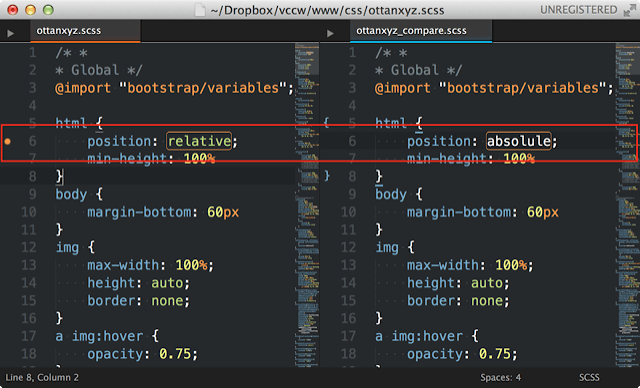 ~/Dropbox/vccw/www/css/ottanxyz.scss
UNREGISTERED
ottanxyz.scss
1 /* *
2 * Global */
3 @import "bootstrap/variables";
4
5 html {
6 position: relative;
7 min-height: 100%
8 }
9 body {
10 margin-bottom: 60px
11 }
12 img {
13 max-width: 100%;
14 height: auto;
15 border: none;
16 }
17 a img:hover {
18 opacity: 0.75;
ottanxyz_compare.scss
1 /* *
2 * Global */
3 @import "bootstrap/variables";
4
5 html {
6 position: absolule;
7 min-height: 100%
8 }
9 body {
10 margin-bottom: 60px
11 }
12 img {
13 max-width: 100%;
14 height: auto;
15 border: none;
16 }
17 a img:hover {
18 opacity: 0.75;
Line 8, Column 2
Spaces: 4
SCSS